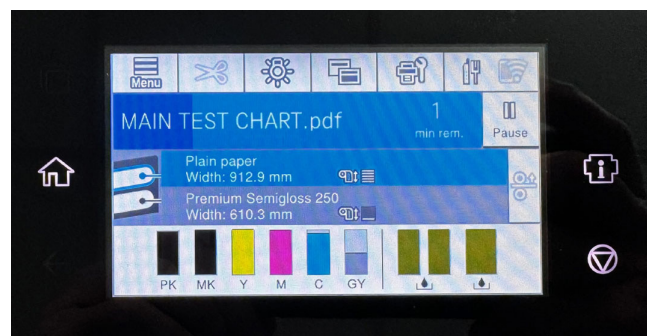 Menu
MAIN TEST CHART.pdf
1
min rem.
Pause
Plain paper
Width: 912.9 mm
Premium Semigloss 250
Width: 610.3 mm
PK MK Y M C GY